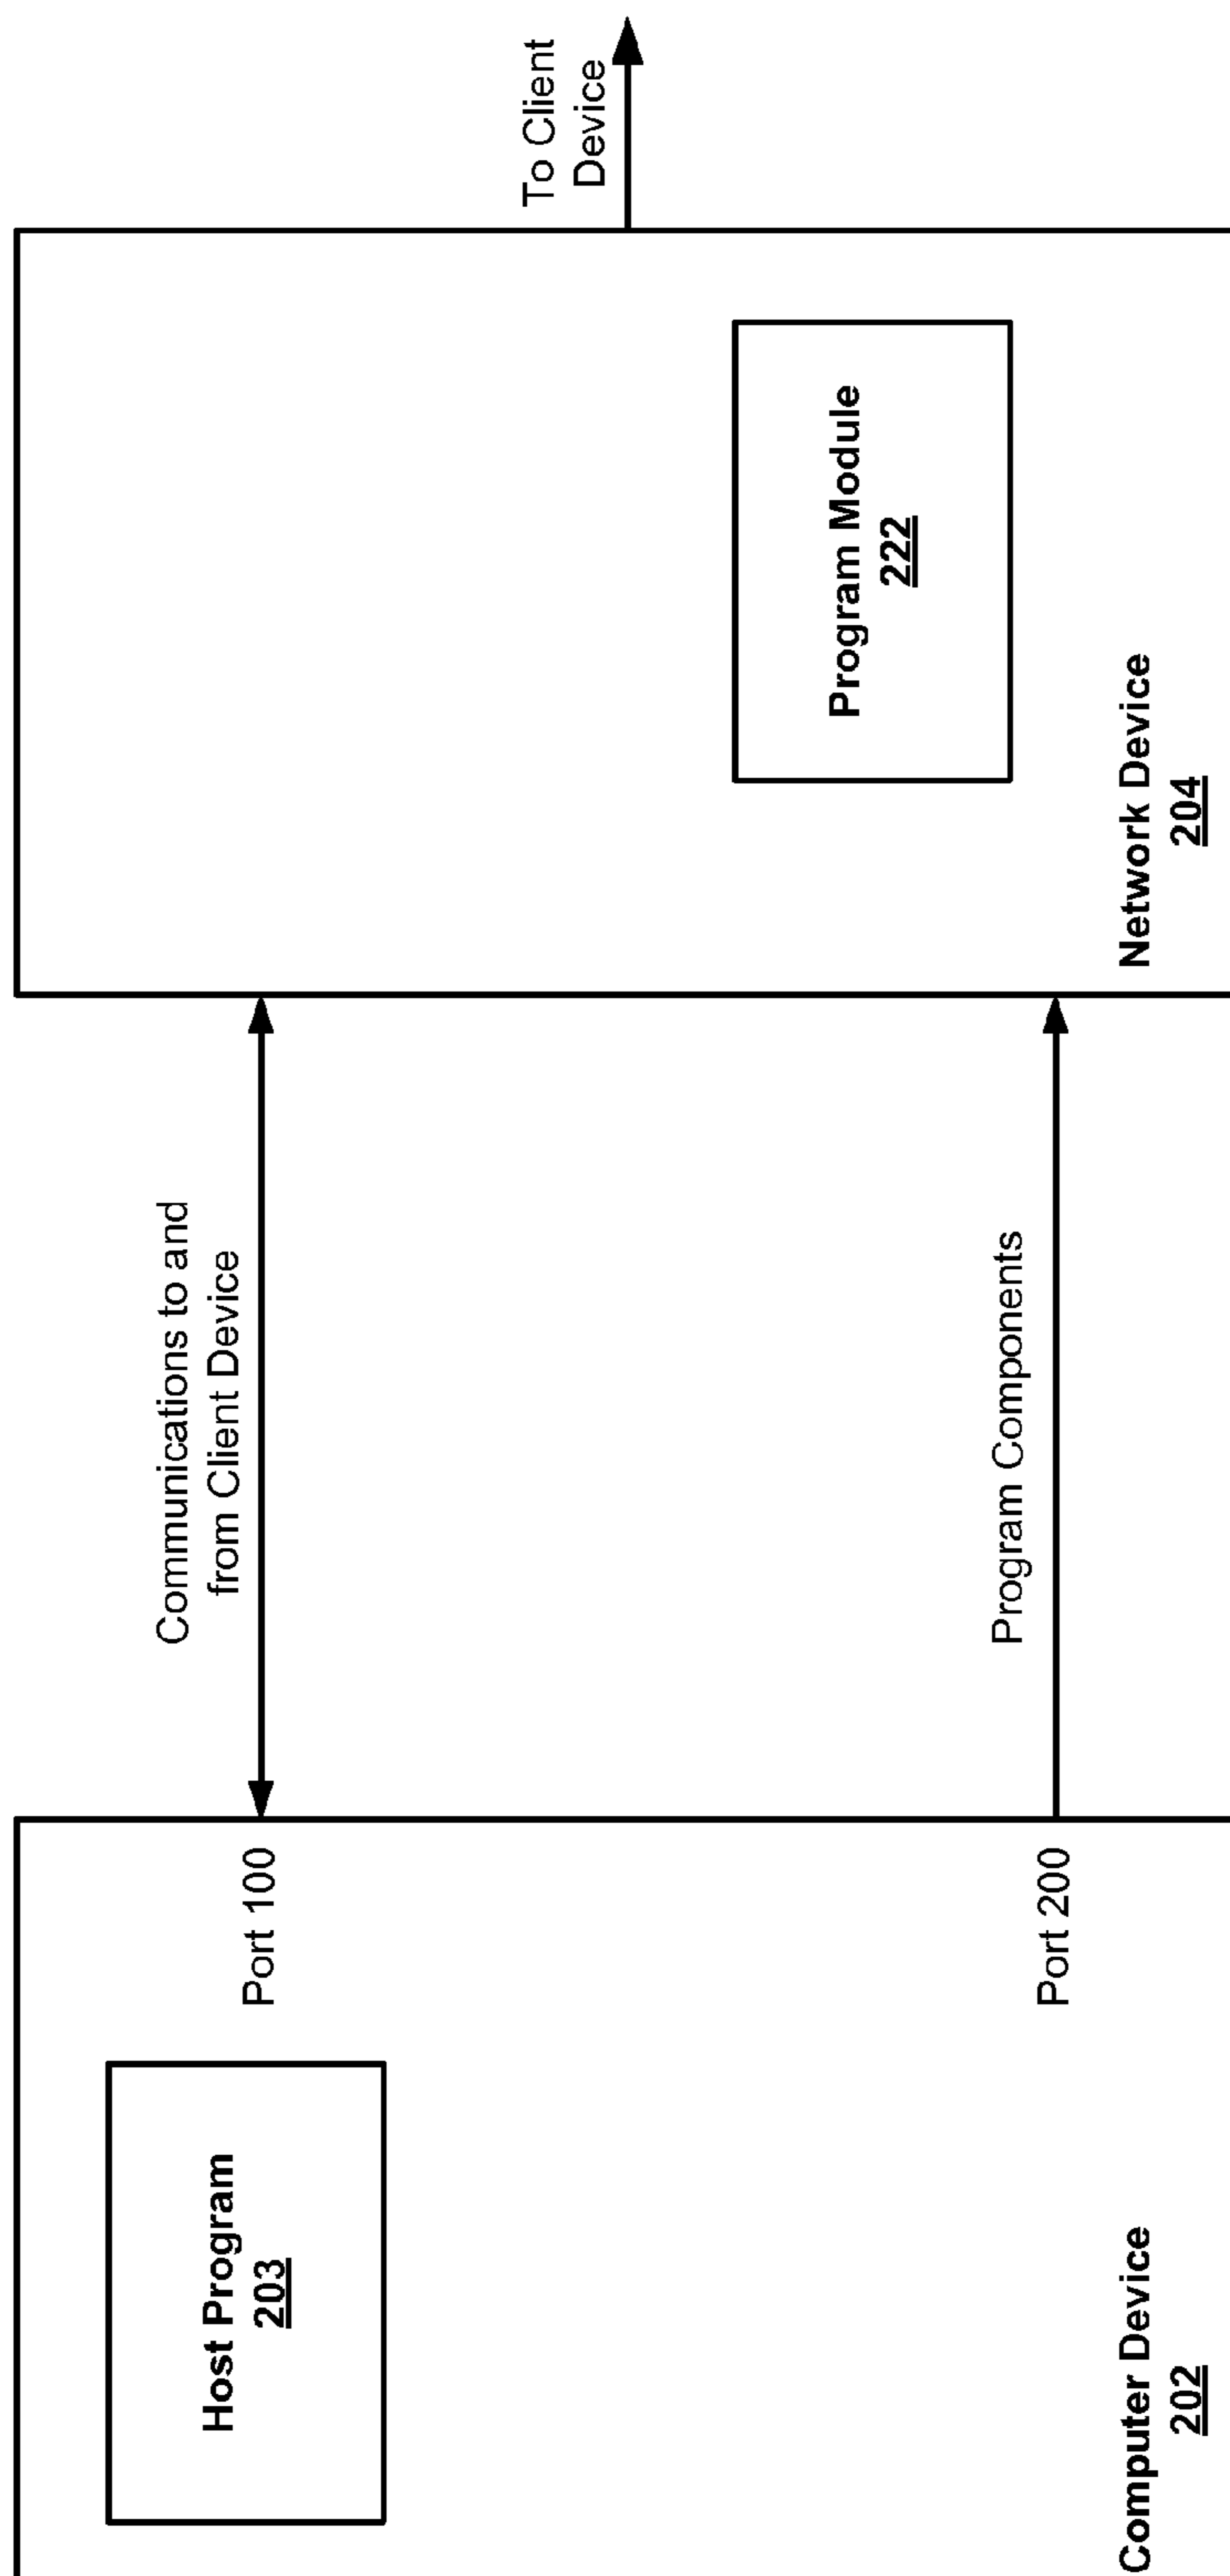 Host Program
203
Port 100
Communications to and
from Client Device
To Client
Device
Program Module
222
Port 200
Program Components
Computer Device
202
Network Device
204